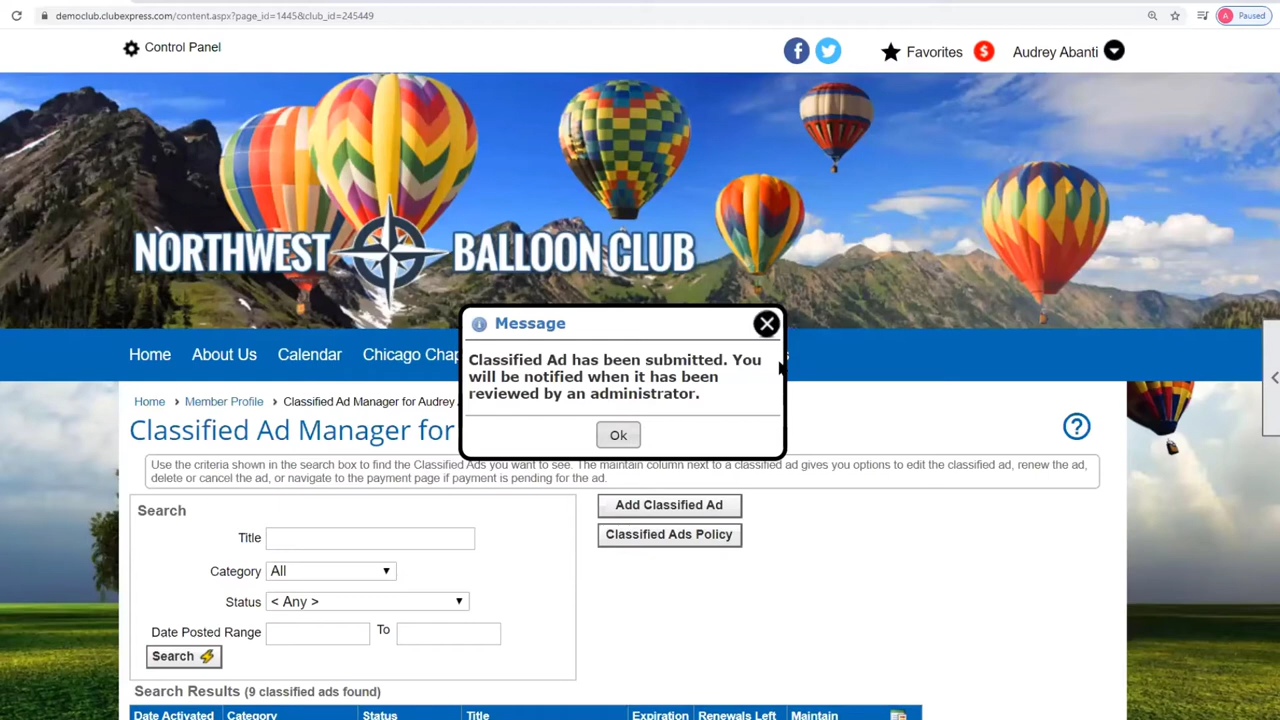 democlub.clubexpress.com/content.aspx?page_id=1445&club_id=245449
A Paused
Control Panel
f
Favorites $ Audrey Abanti
NORTHWEST BALLOON CLUB
Message
Classified Ad has been submitted. You
will be notified when it has been
reviewed by an administrator.
Ok
Home About Us Calendar Chicago Chap
Home > Member Profile > Classified Ad Manager for Audrey
Classified Ad Manager for
?
Use the criteria shown in the search box to find the Classified Ads you want to see. The maintain column next to a classified ad gives you options to edit the classified ad, renew the ad,
delete or cancel the ad, or navigate to the payment page if payment is pending for the ad.
Search
Title
Category All
Status < Any >
Date Posted Range To
Search
Add Classified Ad
Classified Ads Policy
Search Results (9 classified ads found)
Date Activated Category Status Title Expiration Renewals Left Maintain